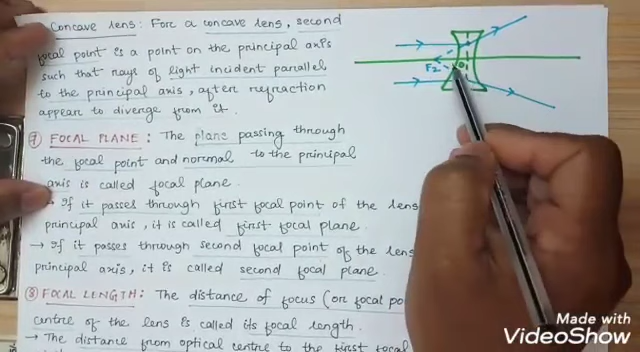 Concave lens: For a concave lens, second
focal point is a point on the principal axis
such that rays of light incident parallel
to the principal axis, after refraction
appear to diverge from it.
F2
O
⑦ FOCAL PLANE: The plane passing through
the focal point and normal to the principal
axis is called focal plane.
→ If it passes through first focal point of the lens
principal axis, it is called first focal plane.
→ If it passes through second focal point of the lens
principal axis, it is called second focal plane.
⑧ FOCAL LENGTH: The distance of focus (or focal po
centre of the lens is called its focal length.
→ The distance from optical centre to the first focal
Made with
VideoShow